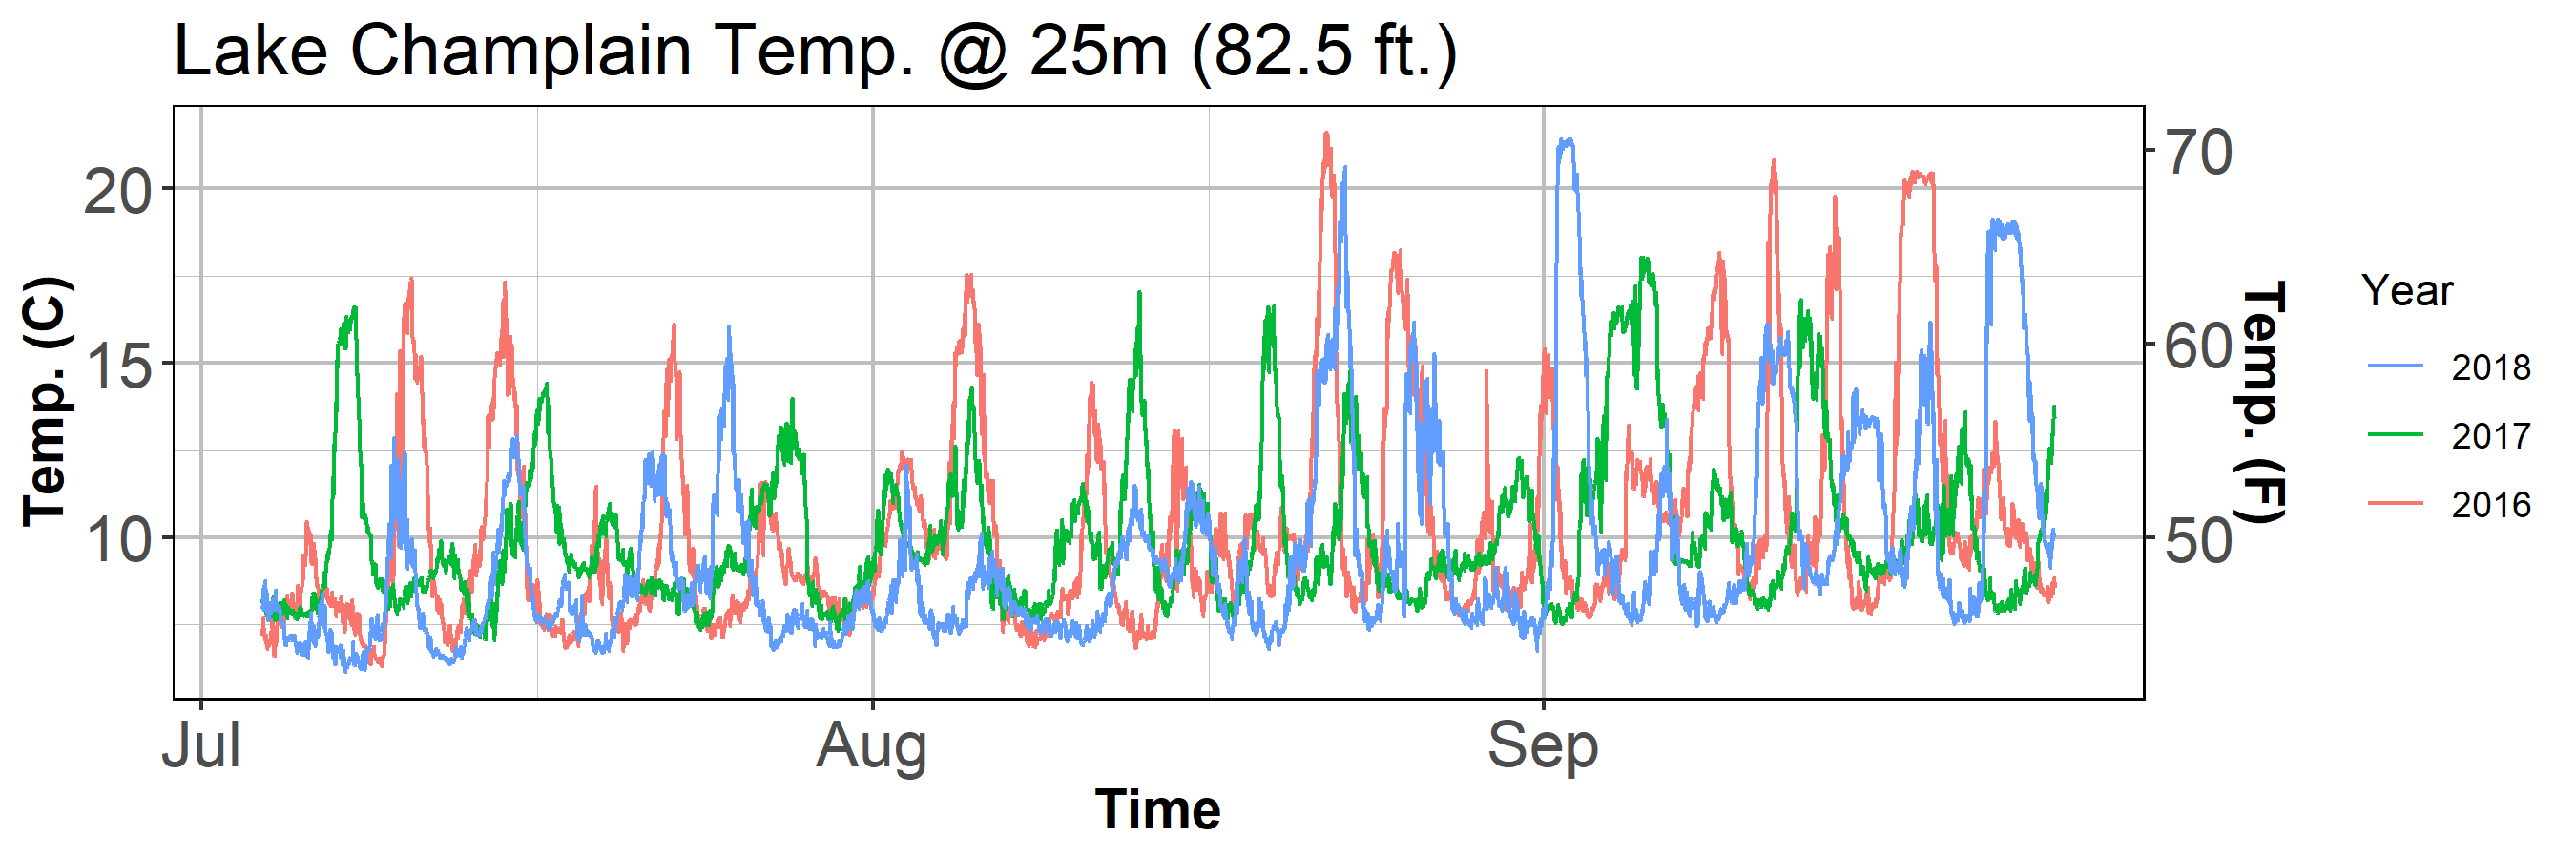 Lake Champlain Temp. @ 25m (82.5 ft.)
Temp. (C)
20
15
10
70
60
50
Temp. (F)
Jul
Aug
Sep
Time
Year
2018
2017
2016